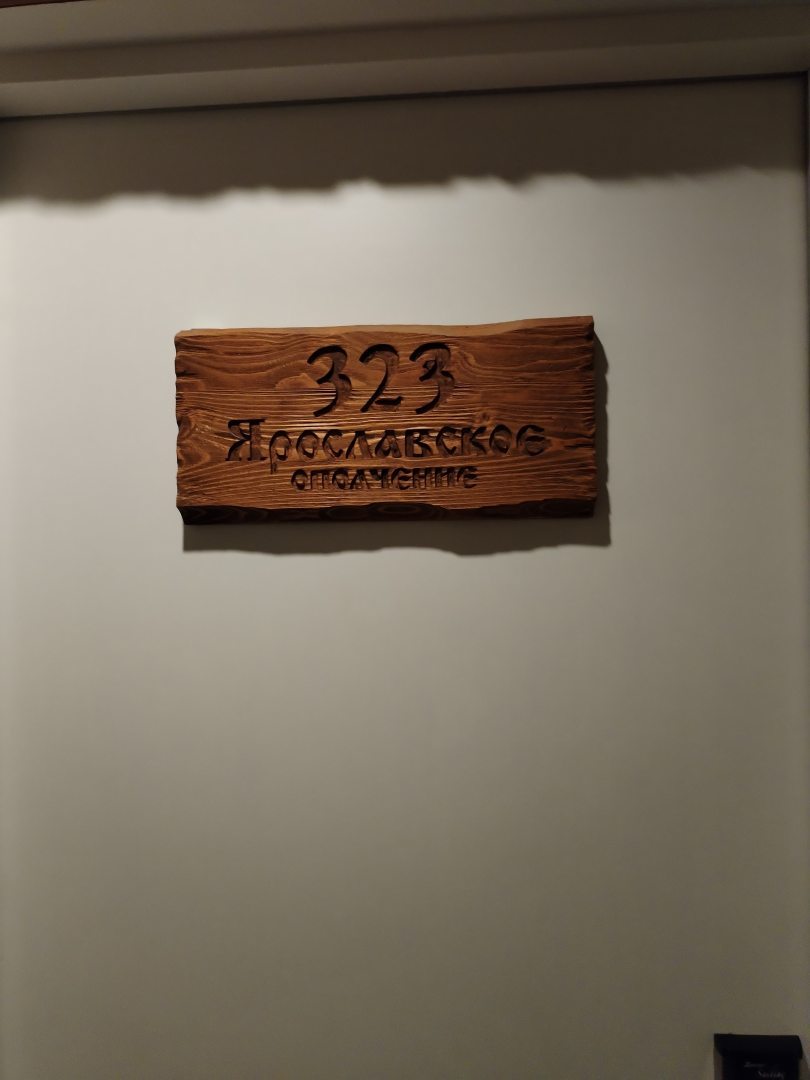 323
Ярославское
ополчение